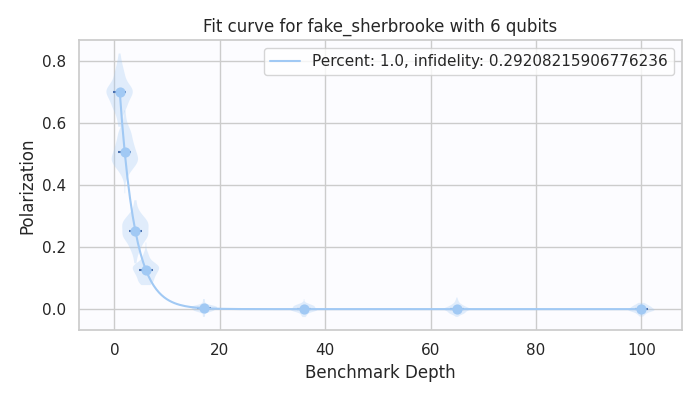 Fit curve for fake_sherbrooke with 6 qubits
Percent: 1.0, infidelity: 0.29208215906776236
Polarization
0.8
0.6
0.4
0.2
0.0
0 20 40 60 80 100
Benchmark Depth